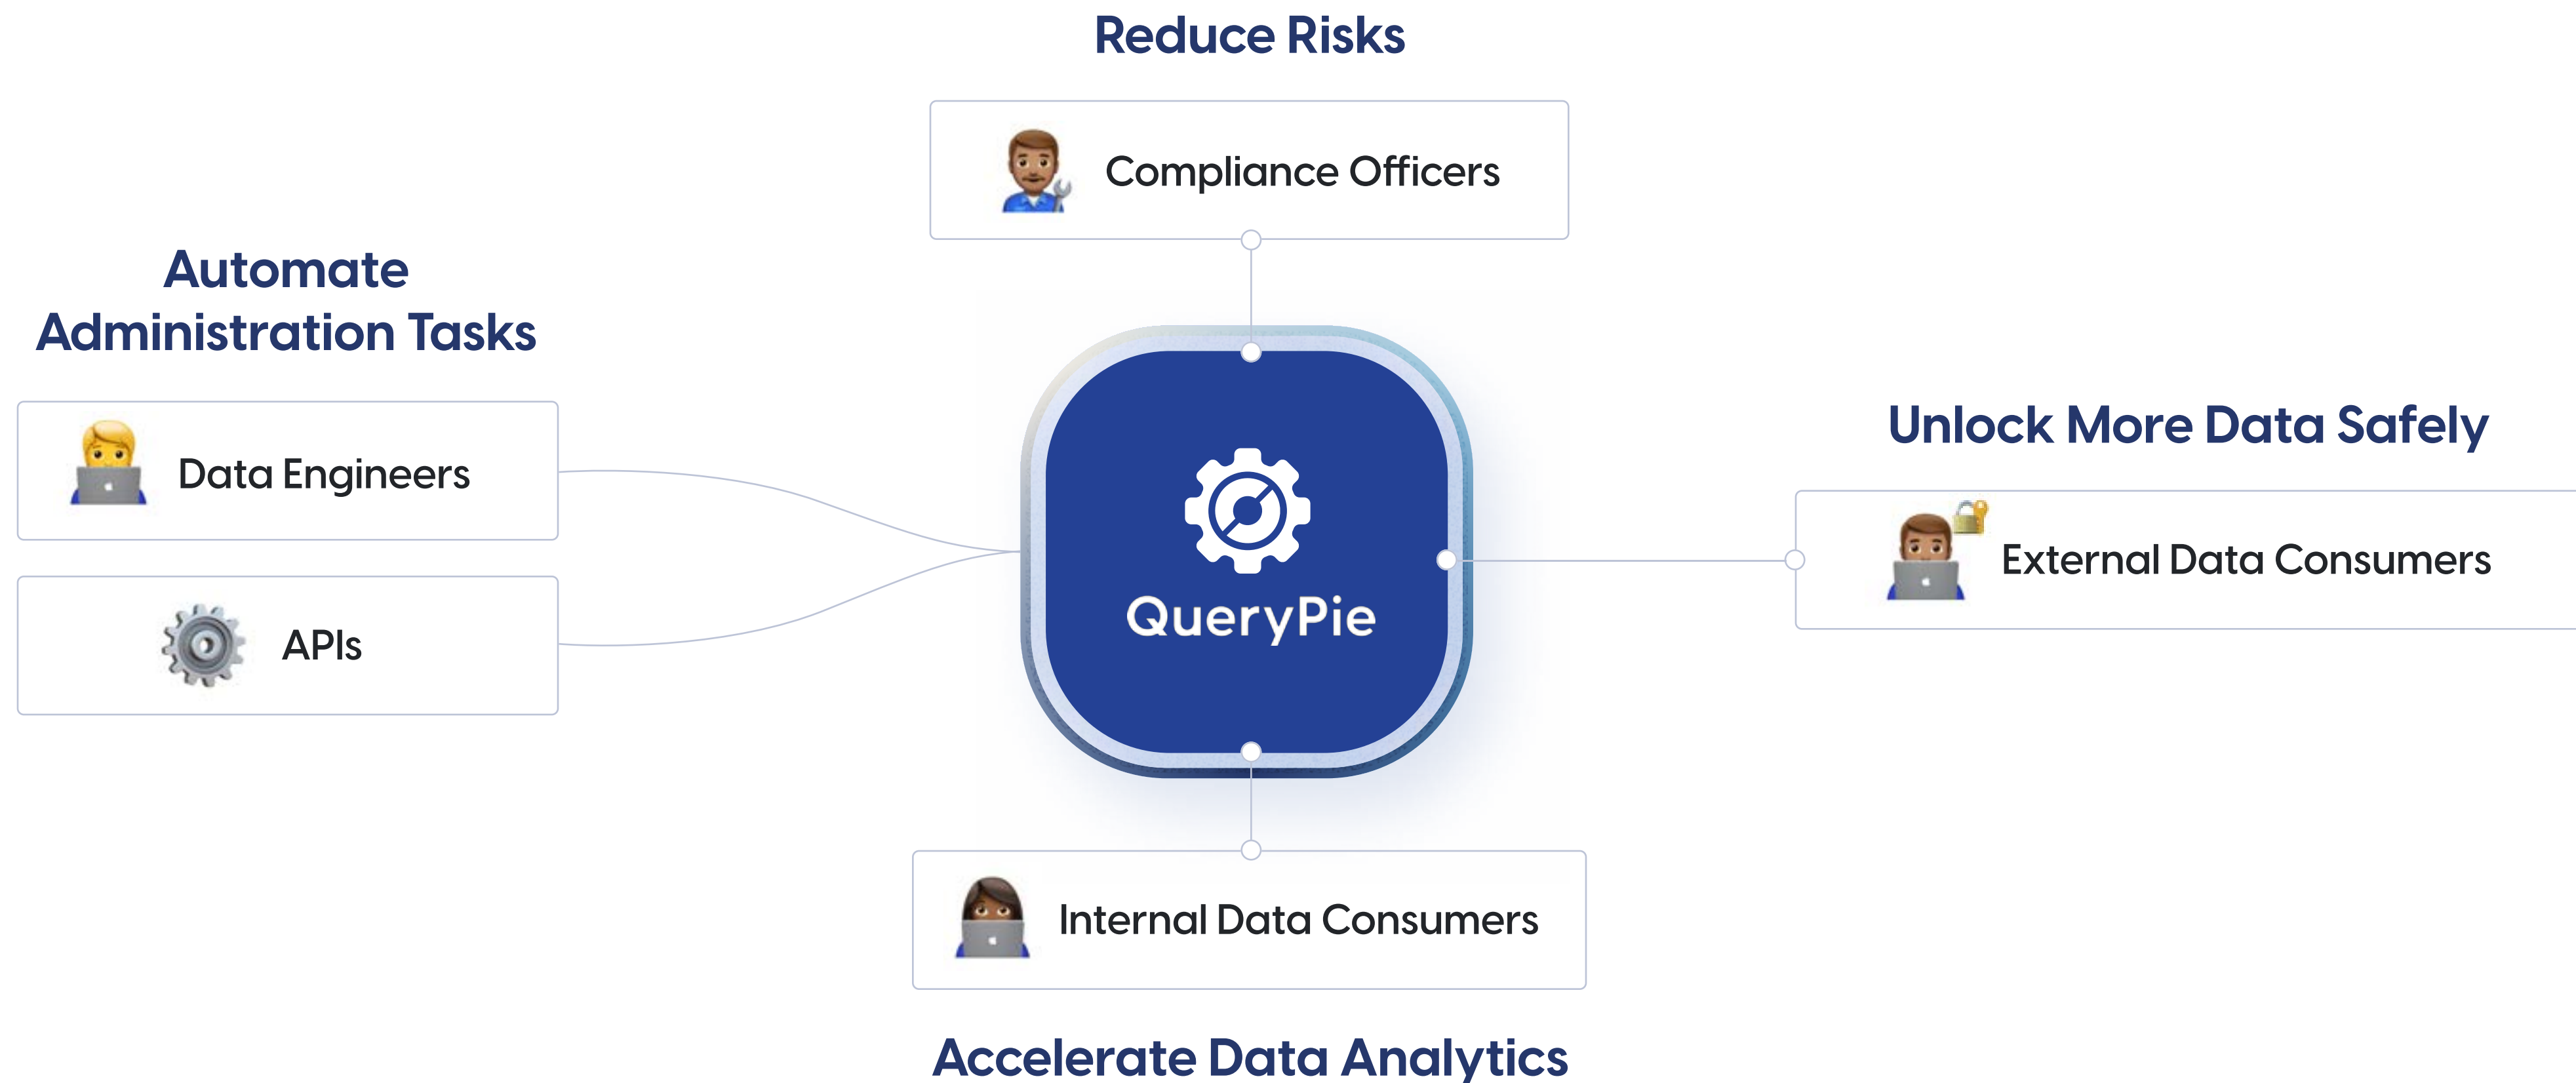 Reduce Risks
Compliance Officers
Automate
Administration Tasks
Data Engineers
APIs
QueryPie
Unlock More Data Safely
External Data Consumers
Internal Data Consumers
Accelerate Data Analytics